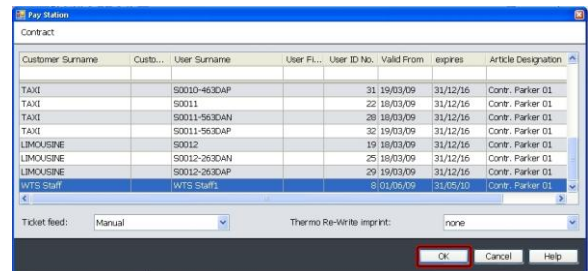 Pay Station
Contract
Customer Surname Custo... User Surname User Fi... User ID No. Valid From expires Article Designation
TAXI S0010-463DAP 31 19/03/09 31/12/16 Contr. Parker 01
TAXI S0011 22 18/03/09 31/12/16 Contr. Parker 01
TAXI S0011-563DAN 28 18/03/09 31/12/16 Contr. Parker 01
TAXI S0011-563DAP 32 19/03/09 31/12/16 Contr. Parker 01
LIMOUSINE S0012 19 18/03/09 31/12/16 Contr. Parker 01
LIMOUSINE S0012-263DAN 25 18/03/09 31/12/16 Contr. Parker 01
LIMOUSINE S0012-263DAP 29 19/03/09 31/12/16 Contr. Parker 01
WTS Staff WTS Staff1 8 01/06/09 31/05/10 Contr. Parker 01
Ticket feed: Manual Thermo Re-Write imprint: none
OK Cancel Help